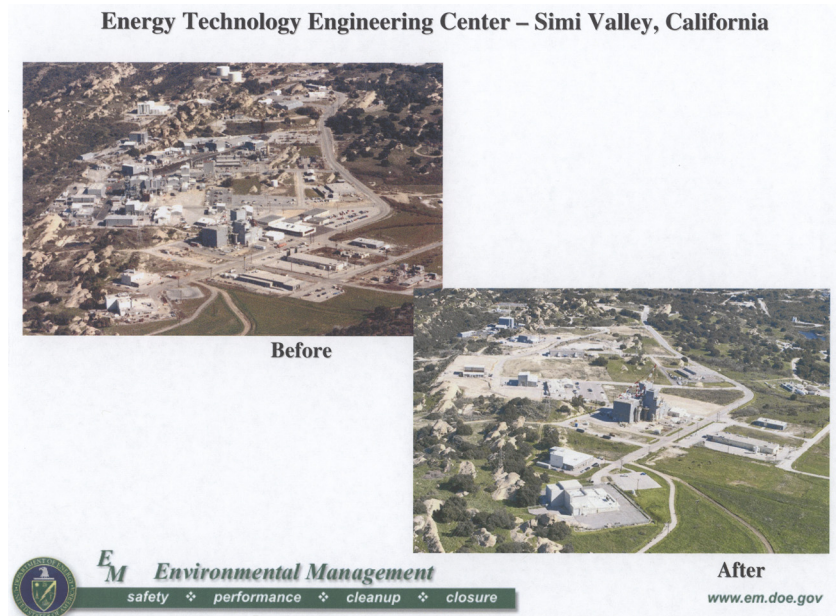 Energy Technology Engineering Center – Simi Valley, California
Before
After
EM Environmental Management
safety ❖ performance ❖ cleanup ❖ closure
www.em.doe.gov